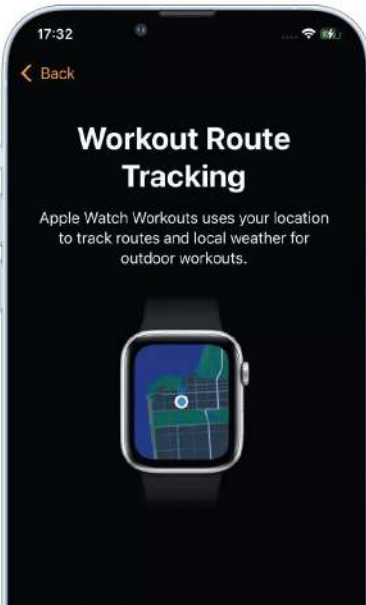 17:32
Back
Workout Route
Tracking
Apple Watch Workouts uses your location
to track routes and local weather for
outdoor workouts.